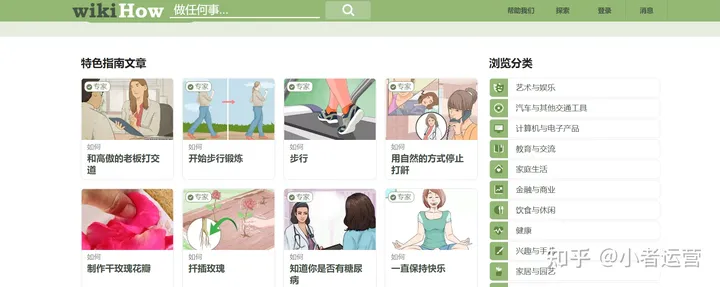 wikiHow 做任何事... 帮助我们 探索 登录 消息
特色指南文章
专家 专家 专家 专家
如何 如何 如何 如何
和高傲的老板打交 开始步行锻炼 步行 用自然的方式停止
道 打鼾
专家 专家 专家
如何 如何 如何 如何
制作干玫瑰花瓣 扦插玫瑰 知道你是否有糖尿 一直保持快乐
病
浏览分类
艺术与娱乐
汽车与其他交通工具
计算机与电子产品
教育与交流
家庭生活
金融与商业
饮食与休闲
健康
兴趣与手
家居与园艺
知乎 @小者运营